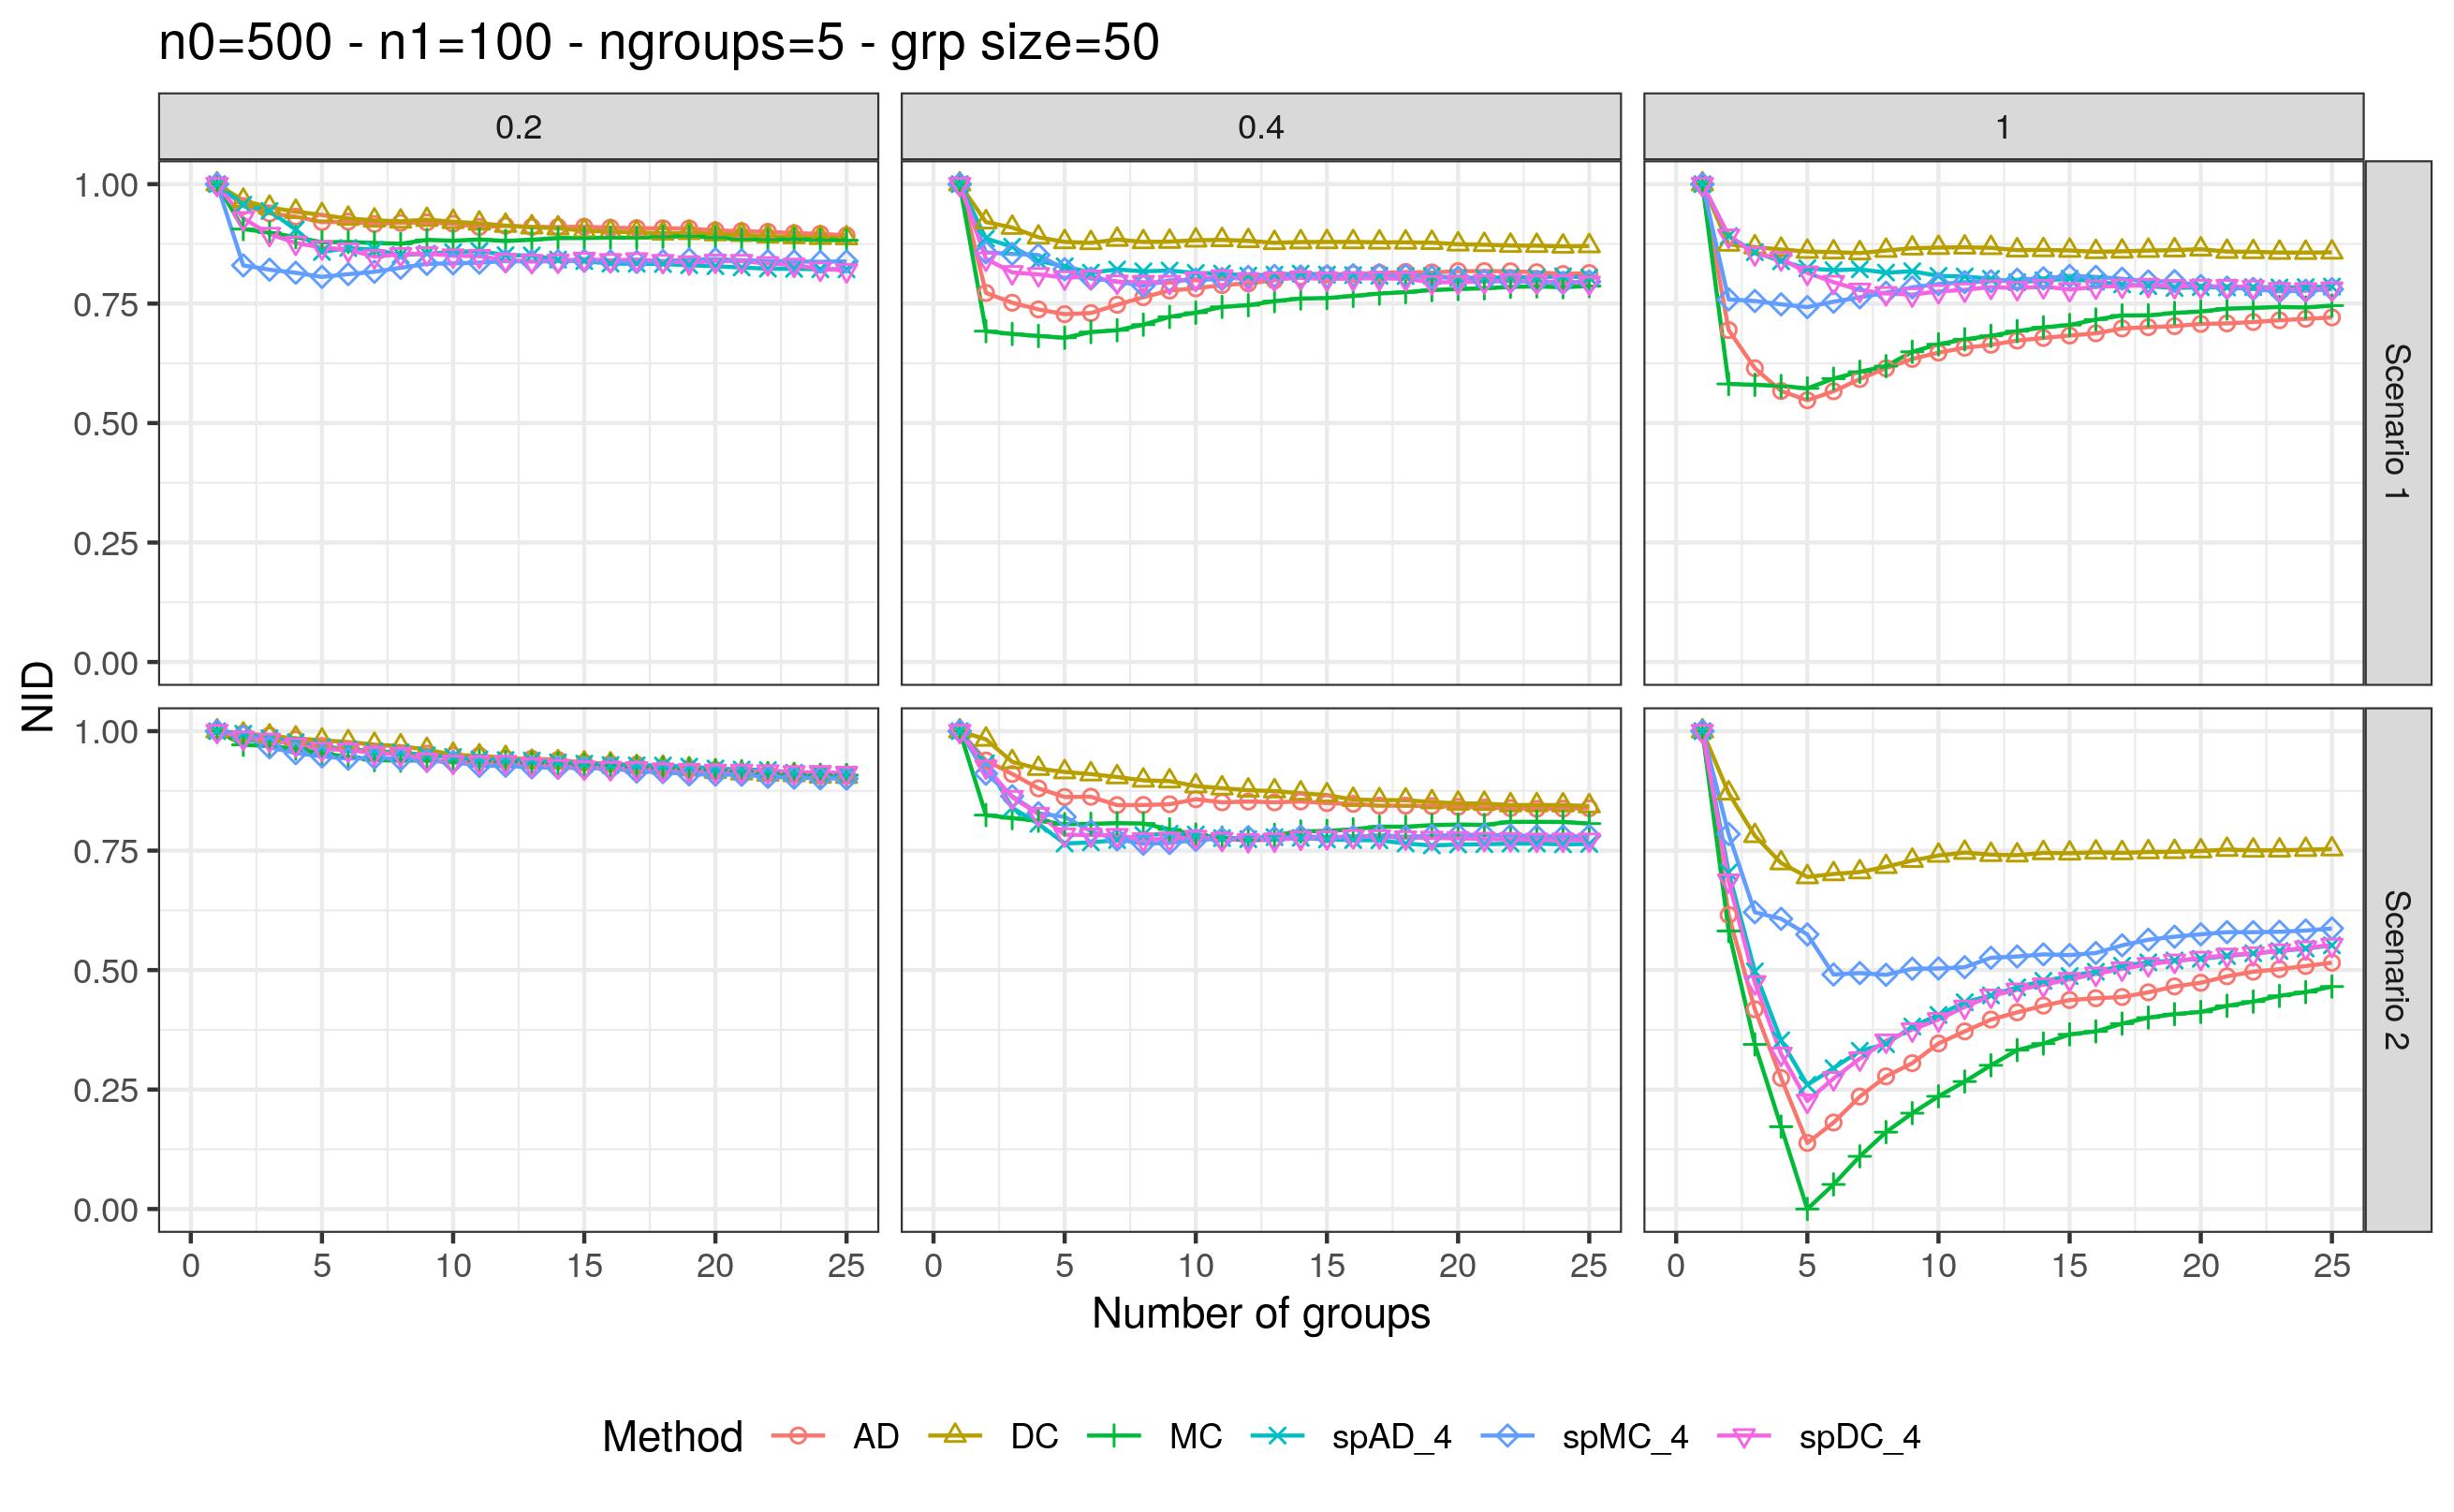 n0=500 - n1=100 - ngroups=5 - grp size=50
0.2 0.4 1
1.00
0.75
0.50
0.25
0.00
Scenario 1
NID
1.00
0.75
0.50
0.25
0.00
Scenario 2
0 5 10 15 20 25 0 5 10 15 20 25 0 5 10 15 20 25
Number of groups
Method AD DC MC spAD_4 spMC_4 spDC_4